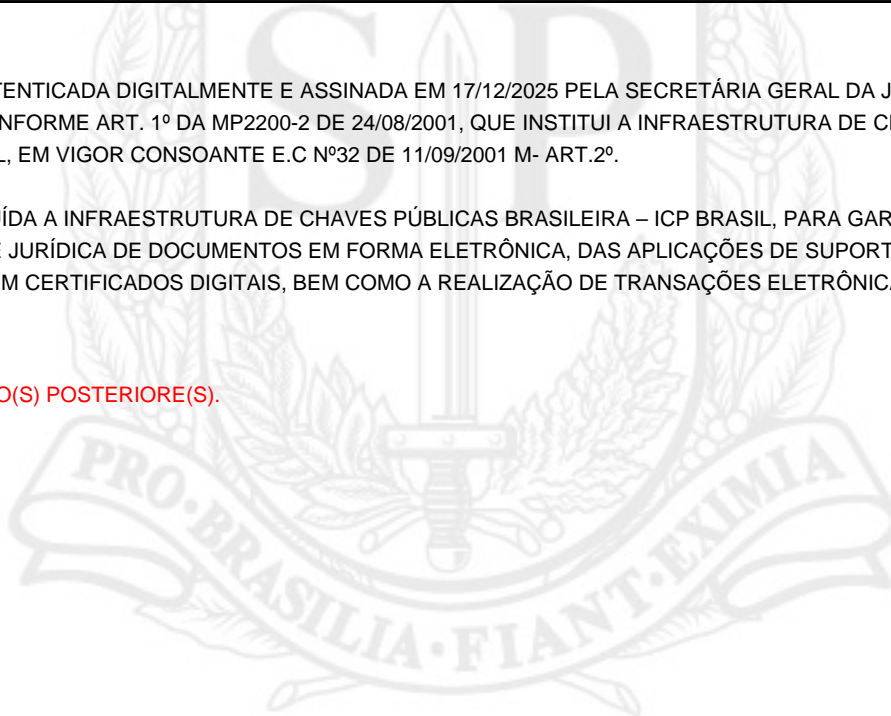 TENTICADA DIGITALMENTE E ASSINADA EM 17/12/2025 PELA SECRETÁRIA GERAL DA J
NFORME ART. 1º DA MP2200-2 DE 24/08/2001, QUE INSTITUI A INFRAESTRUTURA DE C
L, EM VIGOR CONSOANTE E.C Nº32 DE 11/09/2001 M- ART.2º.
ÍDA A INFRAESTRUTURA DE CHAVES PÚBLICAS BRASILEIRA – ICP BRASIL, PARA GAR
E JURÍDICA DE DOCUMENTOS EM FORMA ELETRÔNICA, DAS APLICAÇÕES DE SUPORT
M CERTIFICADOS DIGITAIS, BEM COMO A REALIZAÇÃO DE TRANSAÇÕES ELETRÔNICA
O(S) POSTERIORE(S).
SP
PRO·BRASILIA·FIANT·EXIMIA